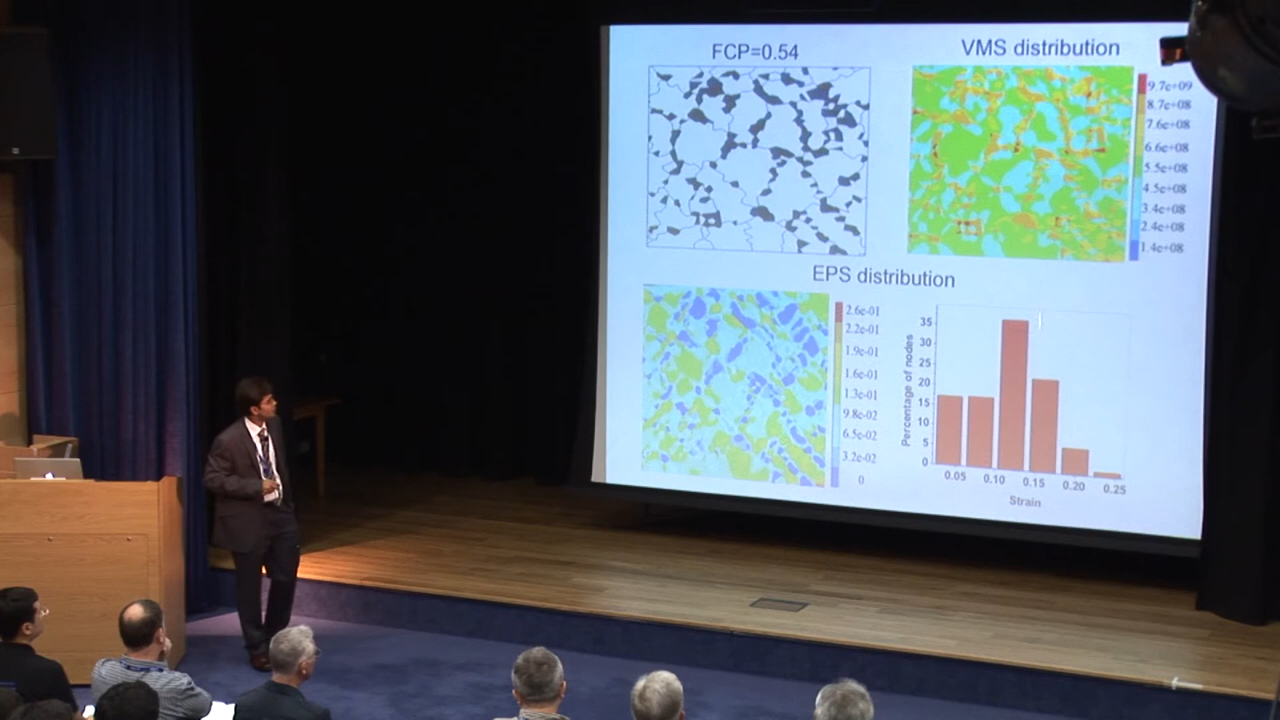 FCP=0.54
VMS distribution
9.7e+09
8.7e+08
7.6e+08
6.6e+08
5.5e+08
4.5e+08
3.4e+08
2.4e+08
1.4e+08
EPS distribution
2.6e-01
2.2e-01
1.9e-01
1.6e-01
1.3e-01
9.8e-02
6.5e-02
3.2e-02
0
Percentage of nodes
35
30
25
20
15
10
5
0
0.05 0.10 0.15 0.20 0.25
Strain